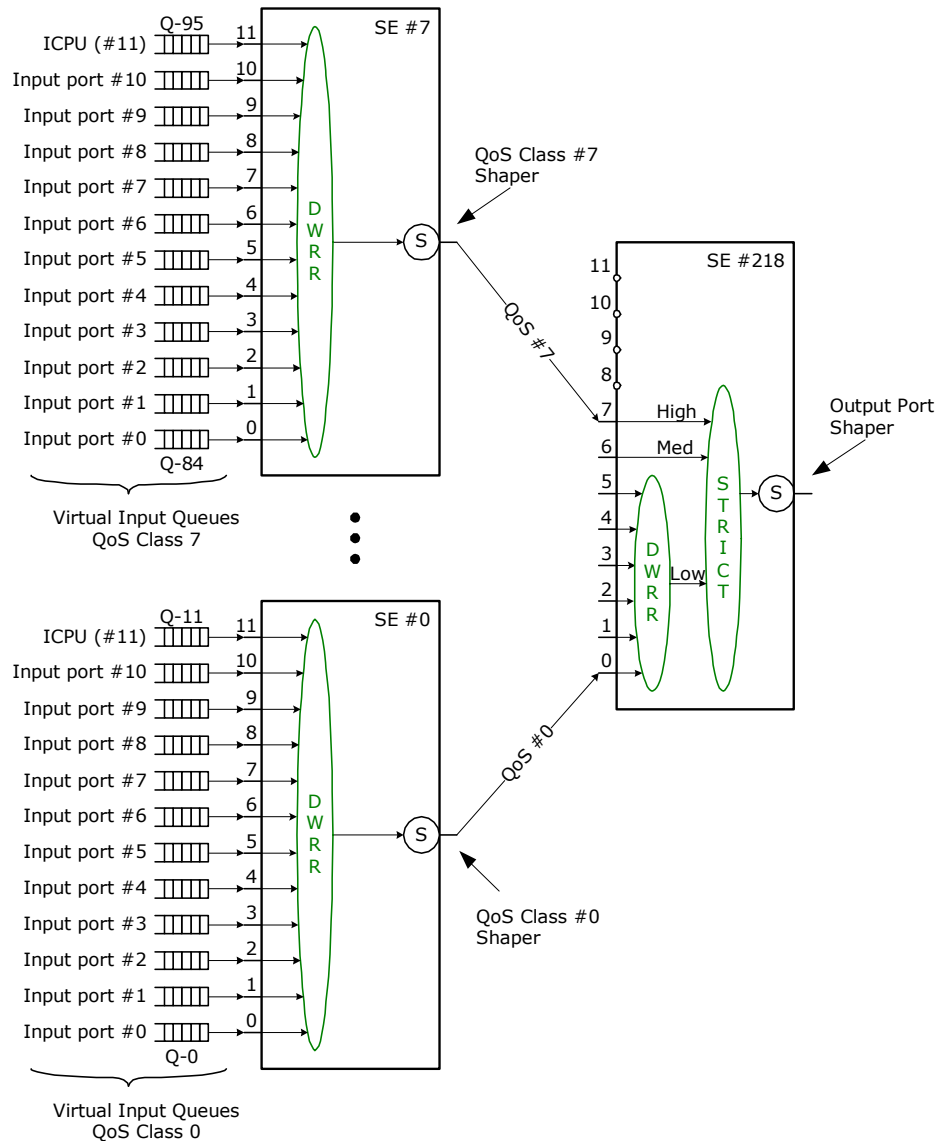 Q-95
SE #7
ICPU (#11) 11
Input port #10 10
Input port #9 9
Input port #8 8
Input port #7 7
Input port #6 6
Input port #5 5
Input port #4 4
Input port #3 3
Input port #2 2
Input port #1 1
Input port #0 0
Q-84
D
W
R
R
S
Virtual Input Queues
QoS Class 7
QoS Class #7
Shaper
QoS #7
SE #218
11
10
9
8
7 High
6 Med
5
4
3
2
1
0
D
W
R
R
Low
S
T
R
I
C
T
S
Output Port
Shaper
Q-11
SE #0
ICPU (#11) 11
Input port #10 10
Input port #9 9
Input port #8 8
Input port #7 7
Input port #6 6
Input port #5 5
Input port #4 4
Input port #3 3
Input port #2 2
Input port #1 1
Input port #0 0
Q-0
D
W
R
R
S
QoS #0
QoS Class #0
Shaper
Virtual Input Queues
QoS Class 0